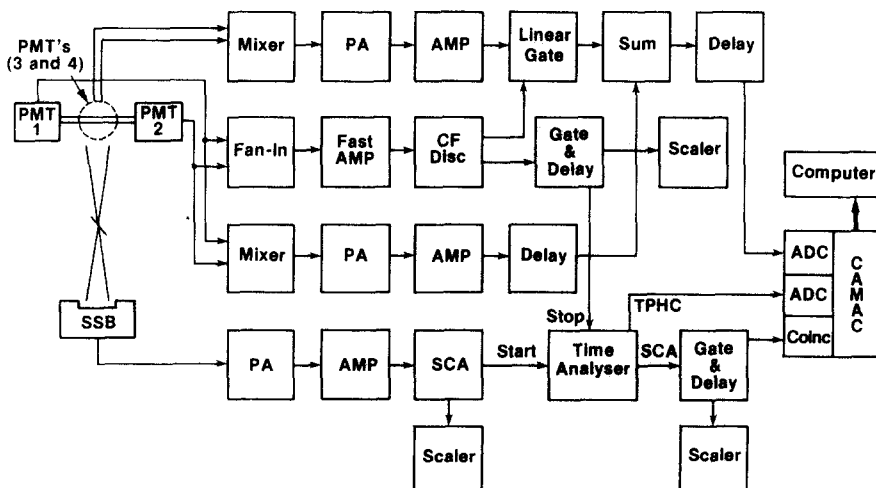 PMT's
(3 and 4)
PMT
1
PMT
2
Mixer
PA
AMP
Linear
Gate
Sum
Delay
Fan-In
Fast
AMP
CF
Disc
Gate
&
Delay
Scaler
Computer
Mixer
PA
AMP
Delay
ADC
ADC
Coinc
CAMAC
SSB
PA
AMP
SCA
Start
Stop
Time
Analyser
TPHC
SCA
Gate
&
Delay
Scaler
Scaler